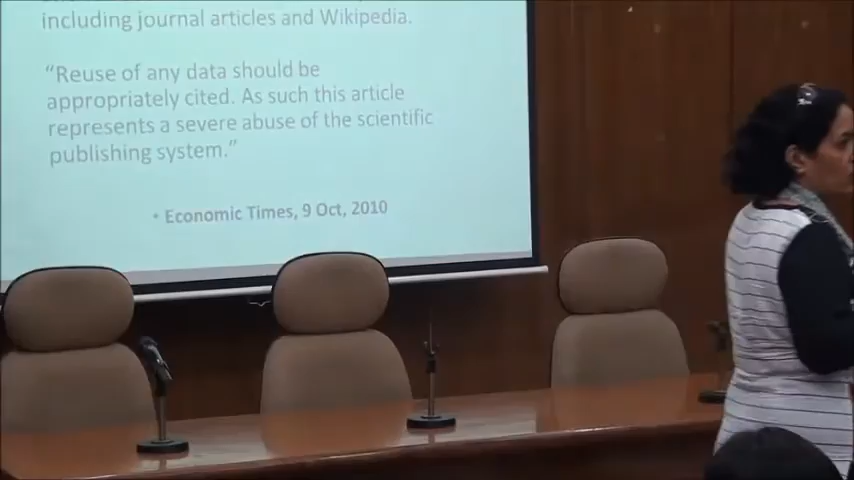 including journal articles and Wikipedia.
“Reuse of any data should be
appropriately cited. As such this article
represents a severe abuse of the scientific
publishing system.”
• Economic Times, 9 Oct, 2010